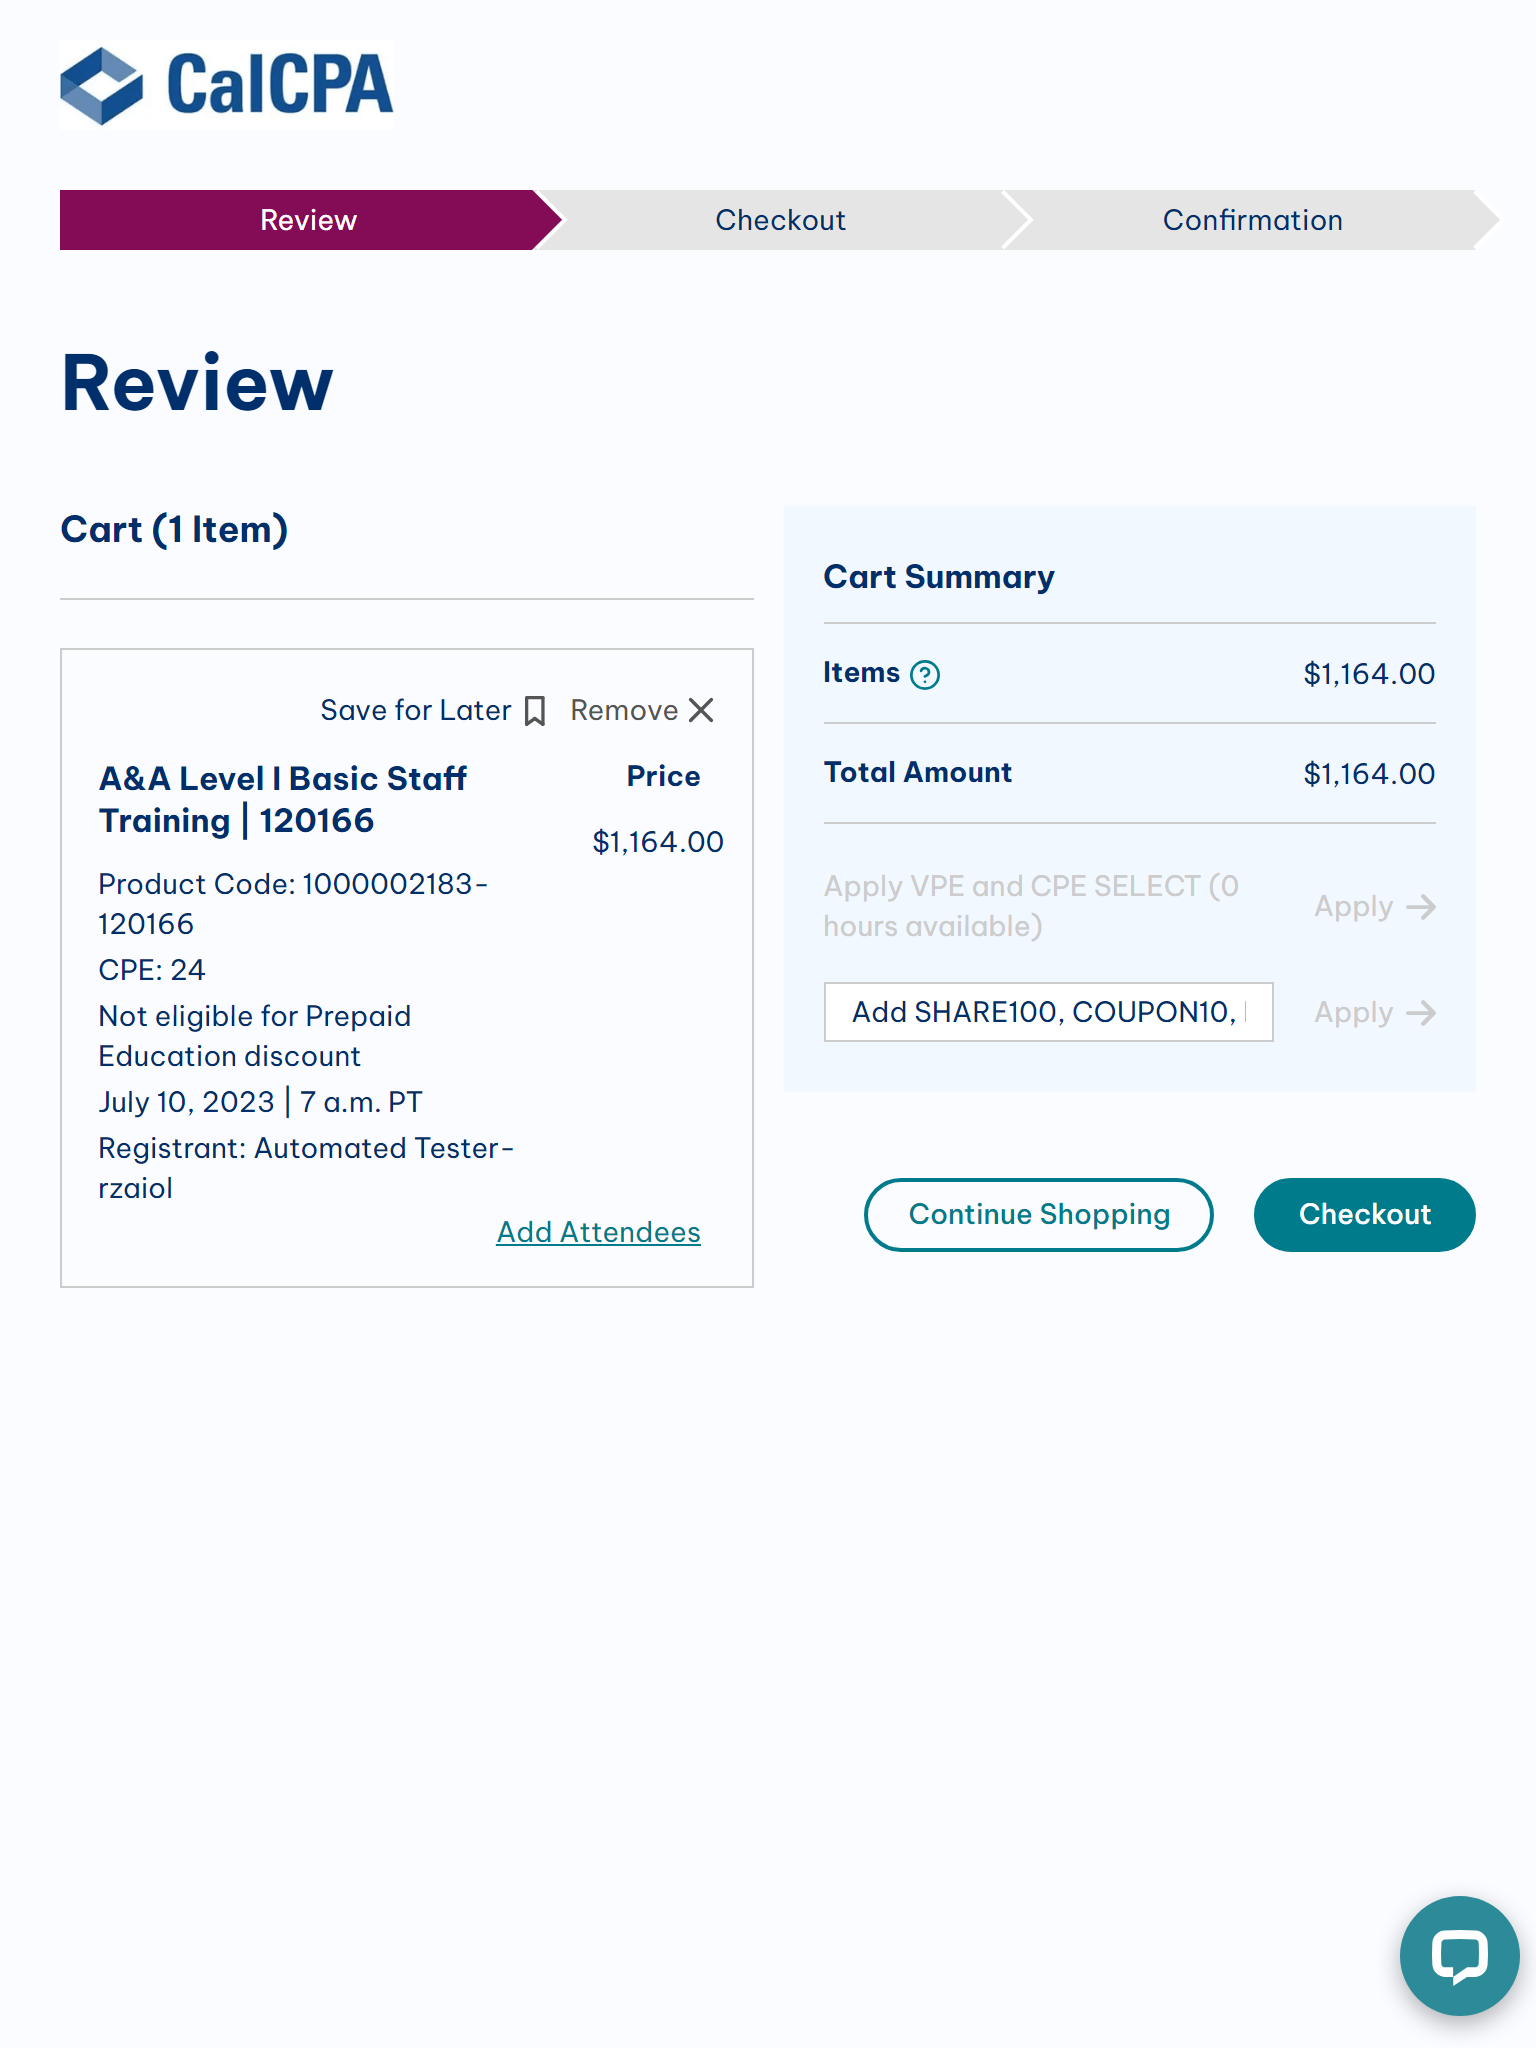 CalCPA
Review
Checkout
Confirmation
Review
Cart (1 Item)
Save for Later
Remove
A&A Level I Basic Staff
Training | 120166
Price
$1,164.00
Product Code: 1000002183-
120166
CPE: 24
Not eligible for Prepaid
Education discount
July 10, 2023 | 7 a.m. PT
Registrant: Automated Tester-
rzaiol
Add Attendees
Cart Summary
Items
$1,164.00
Total Amount
$1,164.00
Apply VPE and CPE SELECT (0
hours available)
Apply
Add SHARE100, COUPON10,
Apply
Continue Shopping
Checkout